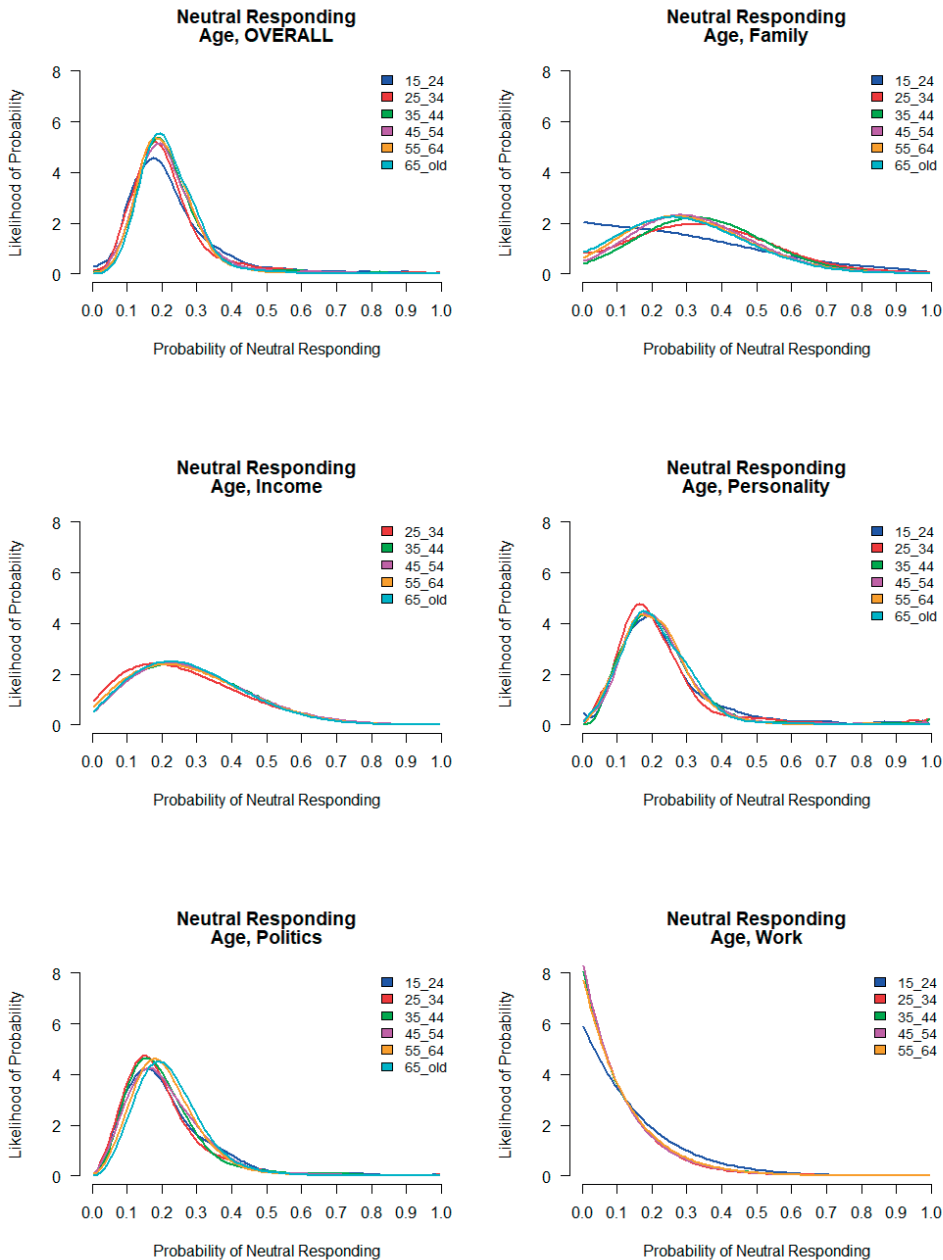 Neutral Responding
Age, OVERALL
Likelihood of Probability
8
6
4
2
0
15_24
25_34
35_44
45_54
55_64
65_old
0.0 0.1 0.2 0.3 0.4 0.5 0.6 0.7 0.8 0.9 1.0
Probability of Neutral Responding
Neutral Responding
Age, Family
Likelihood of Probability
8
6
4
2
0
15_24
25_34
35_44
45_54
55_64
65_old
0.0 0.1 0.2 0.3 0.4 0.5 0.6 0.7 0.8 0.9 1.0
Probability of Neutral Responding
Neutral Responding
Age, Income
Likelihood of Probability
8
6
4
2
0
25_34
35_44
45_54
55_64
65_old
0.0 0.1 0.2 0.3 0.4 0.5 0.6 0.7 0.8 0.9 1.0
Probability of Neutral Responding
Neutral Responding
Age, Personality
Likelihood of Probability
8
6
4
2
0
15_24
25_34
35_44
45_54
55_64
65_old
0.0 0.1 0.2 0.3 0.4 0.5 0.6 0.7 0.8 0.9 1.0
Probability of Neutral Responding
Neutral Responding
Age, Politics
Likelihood of Probability
8
6
4
2
0
15_24
25_34
35_44
45_54
55_64
65_old
0.0 0.1 0.2 0.3 0.4 0.5 0.6 0.7 0.8 0.9 1.0
Probability of Neutral Responding
Neutral Responding
Age, Work
Likelihood of Probability
8
6
4
2
0
15_24
25_34
35_44
45_54
55_64
0.0 0.1 0.2 0.3 0.4 0.5 0.6 0.7 0.8 0.9 1.0
Probability of Neutral Responding